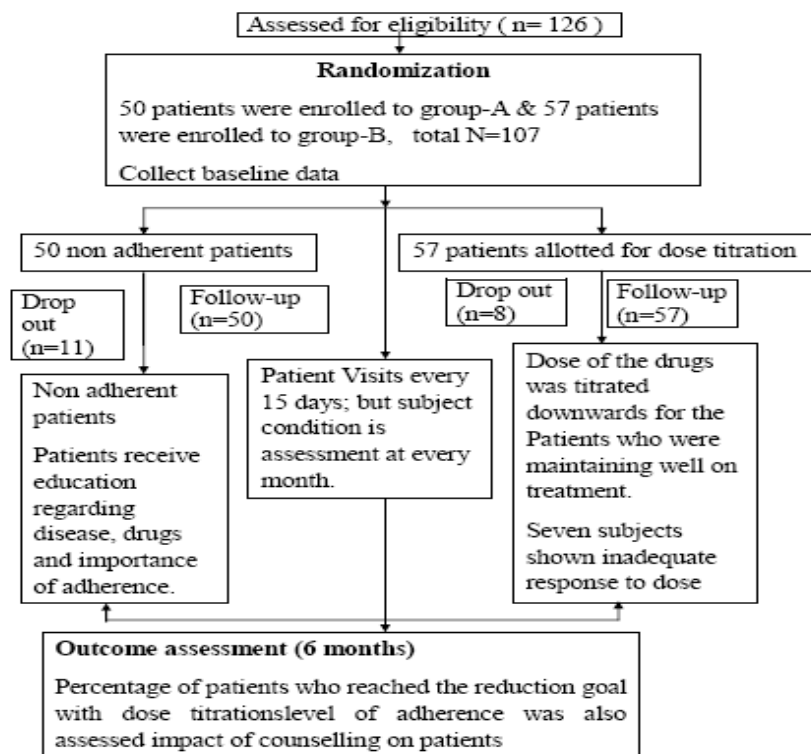 Assessed for eligibility ( n= 126 )
Randomization
50 patients were enrolled to group-A & 57 patients
were enrolled to group-B,   total N=107
Collect baseline data
50 non adherent patients
57 patients allotted for dose titration
Drop
out
(n=11)
Follow-up
(n=50)
Drop out
(n=8)
Follow-up
(n=57)
Non adherent
patients
Patients receive
education
regarding
disease, drugs
and importance
of adherence.
Patient Visits every
15 days; but subject
condition is
assessment at every
month.
Dose of the drugs
was titrated
downwards for the
Patients who were
maintaining well on
treatment.
Seven subjects
shown inadequate
response to dose
Outcome assessment (6 months)
Percentage of patients who reached the reduction goal
with dose titrationslevel of adherence was also
assessed impact of counselling on patients